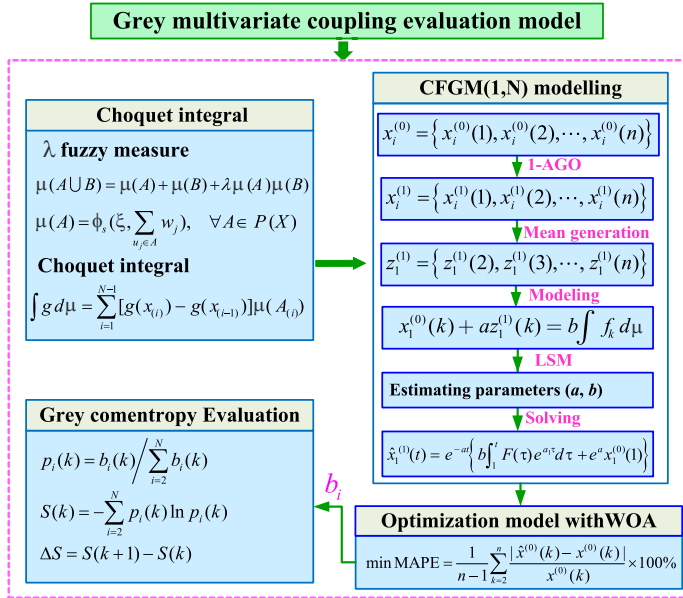 Grey multivariate coupling evaluation model
Choquet integral
λ fuzzy measure
μ(A⋃B)=μ(A)+μ(B)+λμ(A)μ(B)
μ(A)=ϕ_s(ξ,∑_{u_j∈A} w_j), ∀A∈P(X)
Choquet integral
∫g dμ=∑_{i=1}^{N-1}[g(x_{(i)})−g(x_{(i-1)})]μ(A_{(i)})
CFGM(1,N) modelling
x_i^{(0)}={x_i^{(0)}(1),x_i^{(0)}(2),⋯,x_i^{(0)}(n)}
1-AGO
x_i^{(1)}={x_i^{(1)}(1),x_i^{(1)}(2),⋯,x_i^{(1)}(n)}
Mean generation
z_1^{(1)}={z_1^{(1)}(2),z_1^{(1)}(3),⋯,z_1^{(1)}(n)}
Modeling
x_1^{(0)}(k)+az_1^{(1)}(k)=b∫f_k dμ
LSM
Estimating parameters (a, b)
Solving
x̂_1^{(1)}(t)=e^{-at}{b∫_1^t F(τ)e^{a_1τ}dτ+e^a x_1^{(0)}(1)}
Optimization model withWOA
min MAPE=1/(n-1)∑_{k=2}^{n}|x̂^{(0)}(k)−x^{(0)}(k)|/x^{(0)}(k)×100%
b_i
Grey comentropy Evaluation
p_i(k)=b_i(k)/∑_{i=2}^{N}b_i(k)
S(k)=−∑_{i=2}^{N}p_i(k)ln p_i(k)
ΔS=S(k+1)−S(k)